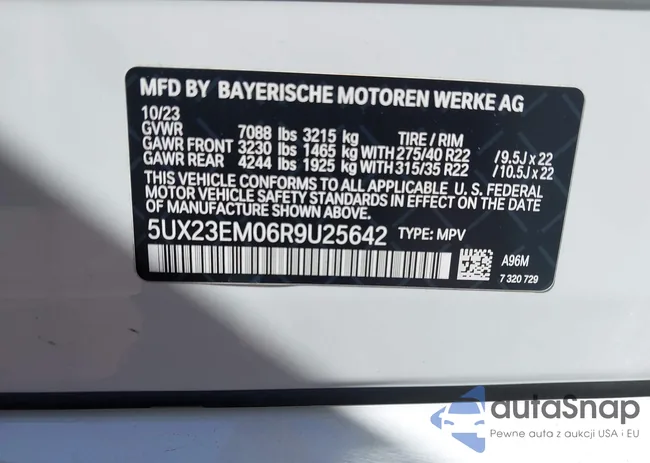 MFD BY BAYERISCHE MOTOREN WERKE AG
10/23
GVWR 7088 lbs 3215 kg TIRE / RIM
GAWR FRONT 3230 lbs 1465 kg WITH 275/40 R22 / 9.5J x 22
GAWR REAR 4244 lbs 1925 kg WITH 315/35 R22 / 10.5J x 22
THIS VEHICLE CONFORMS TO ALL APPLICABLE U. S. FEDERAL
MOTOR VEHICLE SAFETY STANDARDS IN EFFECT ON THE
DATE OF MANUFACTURE SHOWN ABOVE.
5UX23EM06R9U25642 TYPE: MPV
A96M
7 320 729
autaSnap
Pewne auta z aukcji USA i EU